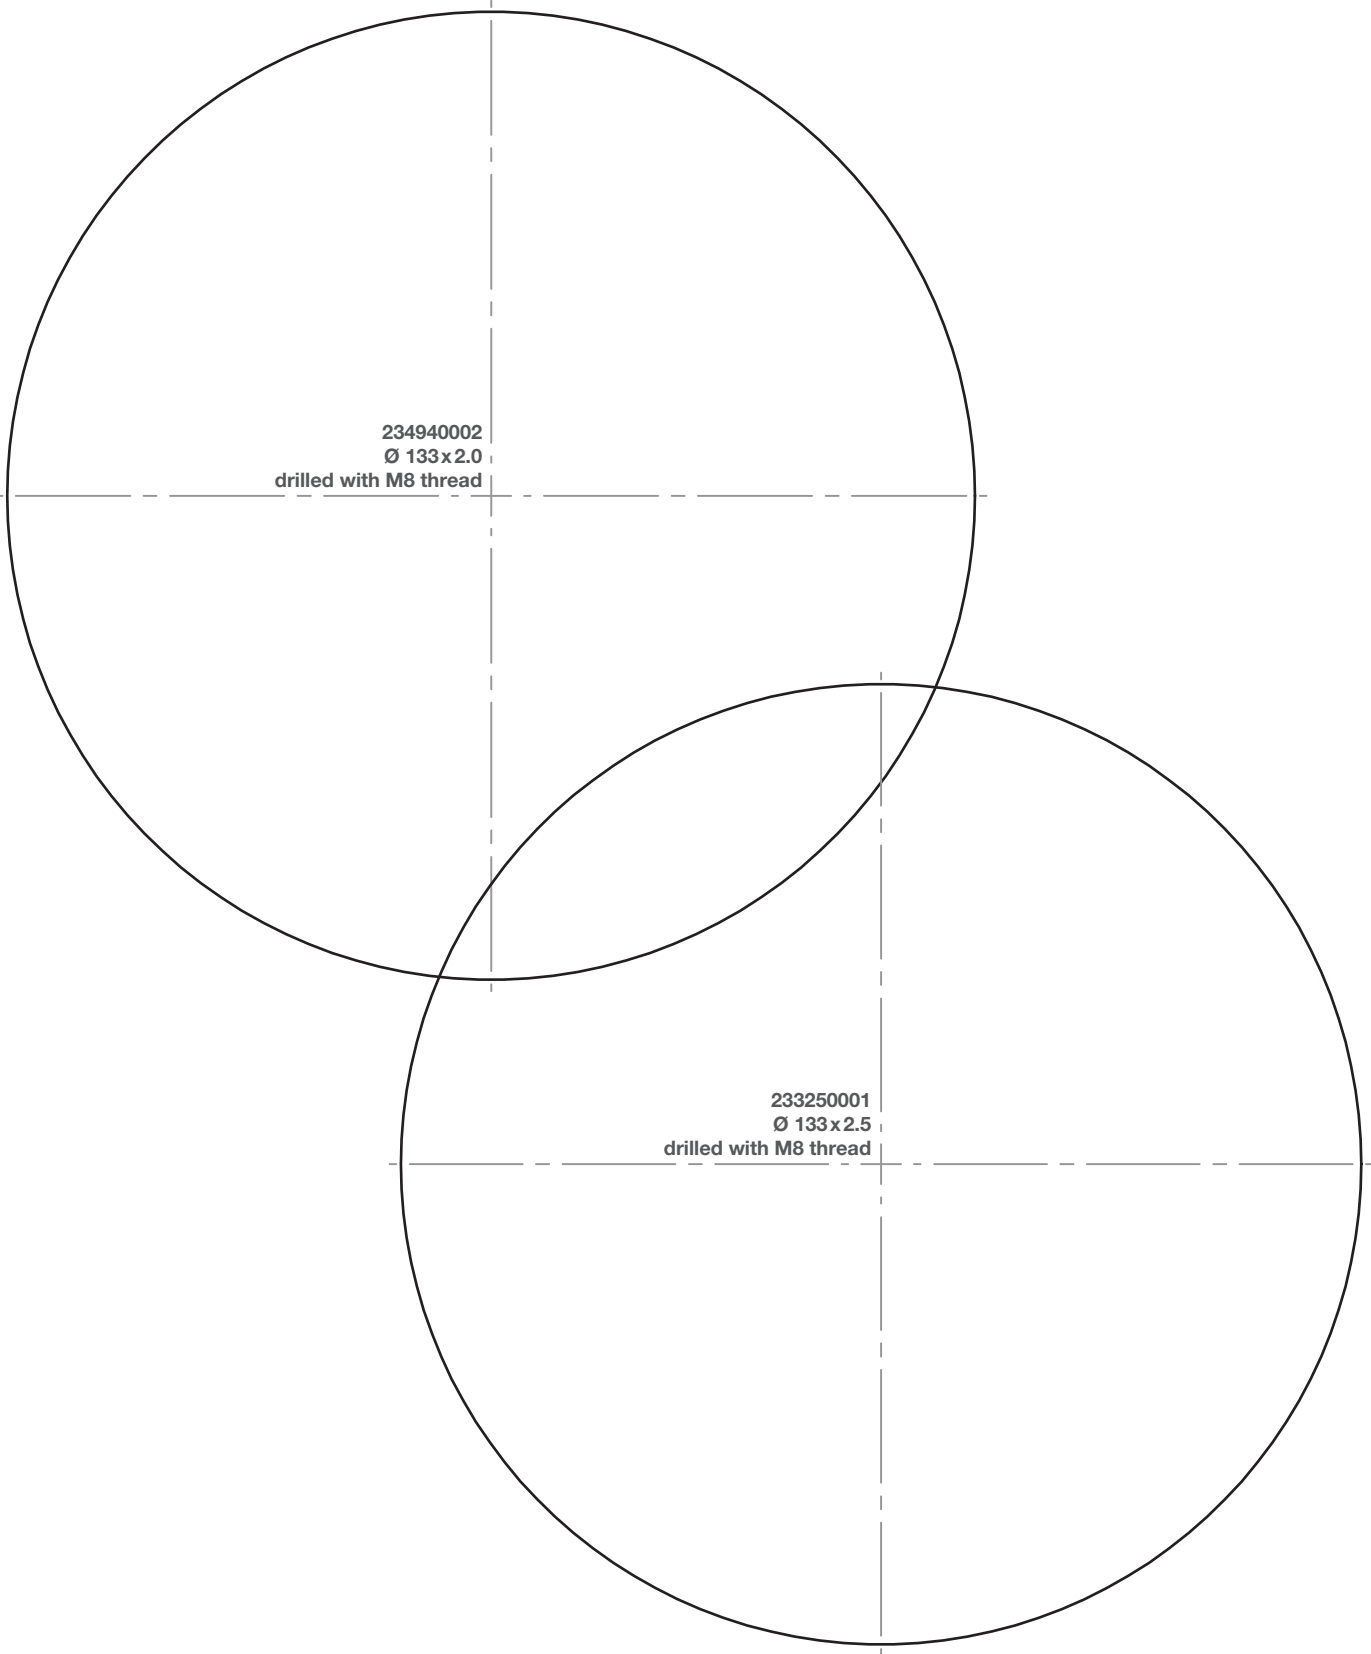 234940002
Ø 133 x 2.0
drilled with M8 thread
233250001
Ø 133 x 2.5
drilled with M8 thread